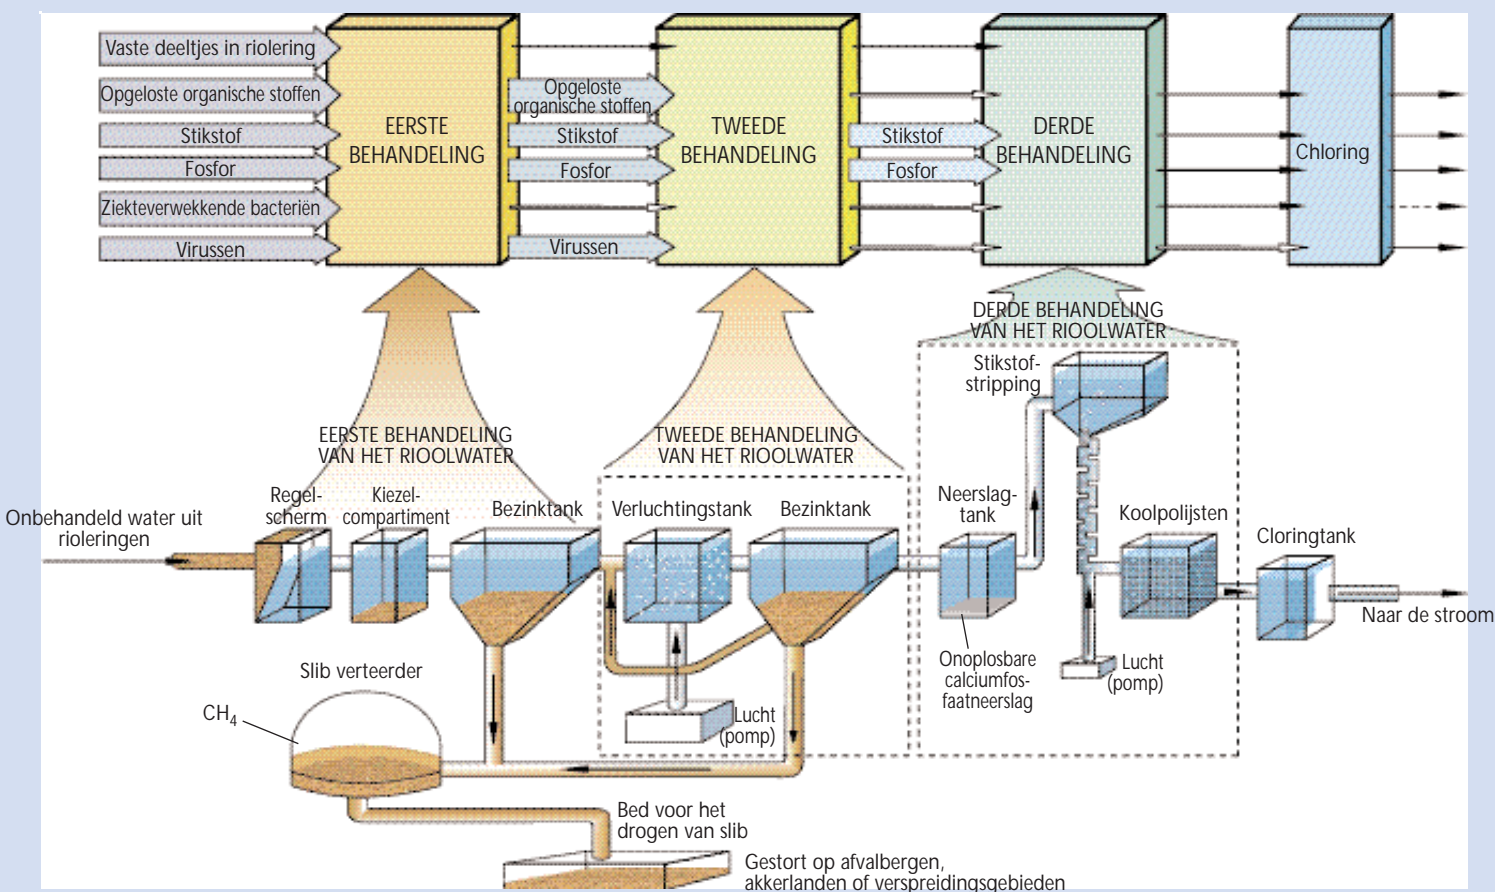 Vaste deeltjes in riolering
Opgeloste organische stoffen
Stikstof
Fosfor
Ziekteverwekkende bacteriën
Virussen
EERSTE
BEHANDELING
Opgeloste
organische stoffen
Stikstof
Fosfor
Virussen
TWEEDE
BEHANDELING
Stikstof
Fosfor
DERDE
BEHANDELING
Chloring
EERSTE BEHANDELING
VAN HET RIOOLWATER
TWEEDE BEHANDELING
VAN HET RIOOLWATER
DERDE BEHANDELING
VAN HET RIOOLWATER
Stikstof-
stripping
Onbehandeld water uit
rioleringen
Regel-
scherm
Kiezel-
compartiment
Bezinktank
Verluchtingstank
Bezinktank
Neerslag-
tank
Koolpolijsten
Cloringtank
Naar de stroom
Onoplosbare
calciumfos-
faatneerslag
Lucht
(pomp)
Lucht
(pomp)
Slib verteerder
CH4
Bed voor het
drogen van slib
Gestort op afvalbergen,
akkerlanden of verspreidingsgebieden